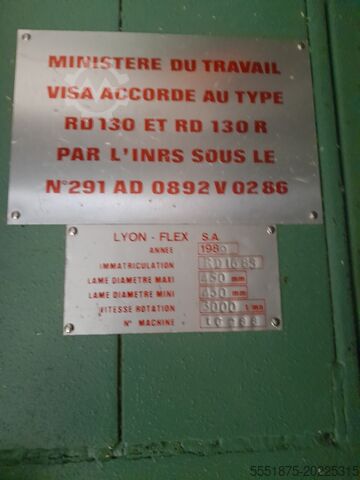 MINISTERE DU TRAVAIL
VISA ACCORDE AU TYPE
RD 130 ET RD 130 R
PAR L'INRS SOUS LE
N°291 AD 0892 V 0286
LYON - FLEX S.A.
ANNEE
IMMATRICULATION
LAME DIAMETRE MAXI mm
LAME DIAMETRE MINI 450 mm
VITESSE ROTATION 3000 t mn
N° MACHINE
5551875-20225315